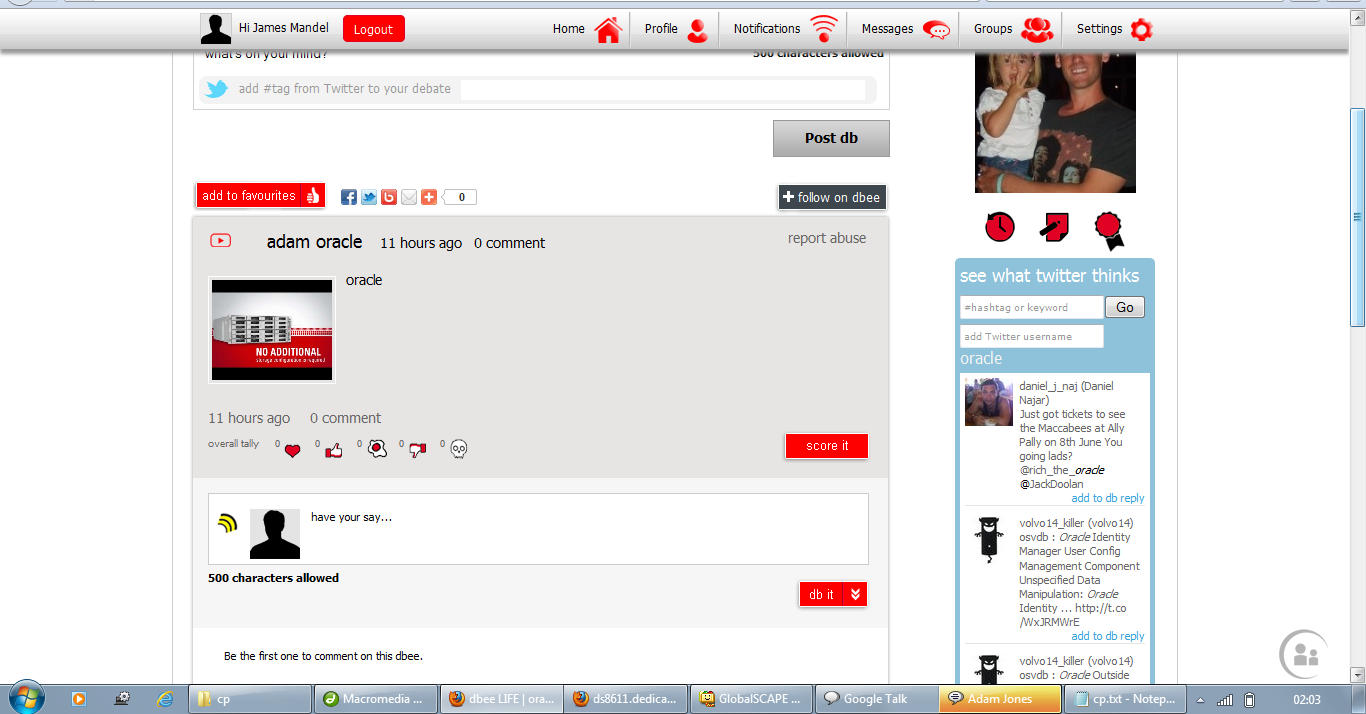 Hi James Mandel
Logout
Home
Profile
Notifications
Messages
Groups
Settings
what's on your mind?
500 characters allowed
add #tag from Twitter to your debate
Post db
add to favourites
0
+ follow on dbee
adam oracle 11 hours ago 0 comment
report abuse
oracle
NO ADDITIONAL
storage configuration is required
11 hours ago 0 comment
overall tally 0 0 0 0 0
score it
have your say...
500 characters allowed
db it
Be the first one to comment on this dbee.
see what twitter thinks
#hashtag or keyword Go
add Twitter username
oracle
daniel_j_naj (Daniel
Najar)
Just got tickets to see
the Maccabees at Ally
Pally on 8th June You
going lads?
@rich_the_oracle
@JackDoolan
add to db reply
volvo14_killer (volvo14)
osvdb : Oracle Identity
Manager User Config
Management Component
Unspecified Data
Manipulation: Oracle
Identity ... http://t.co
/WxJRMWrE
add to db reply
volvo14_killer (volvo14)
osvdb : Oracle Outside
cp
Macromedia ...
dbee LIFE | ora...
ds8611.dedica...
GlobalSCAPE ...
Google Talk
Adam Jones
cp.txt - Notep...
02:03